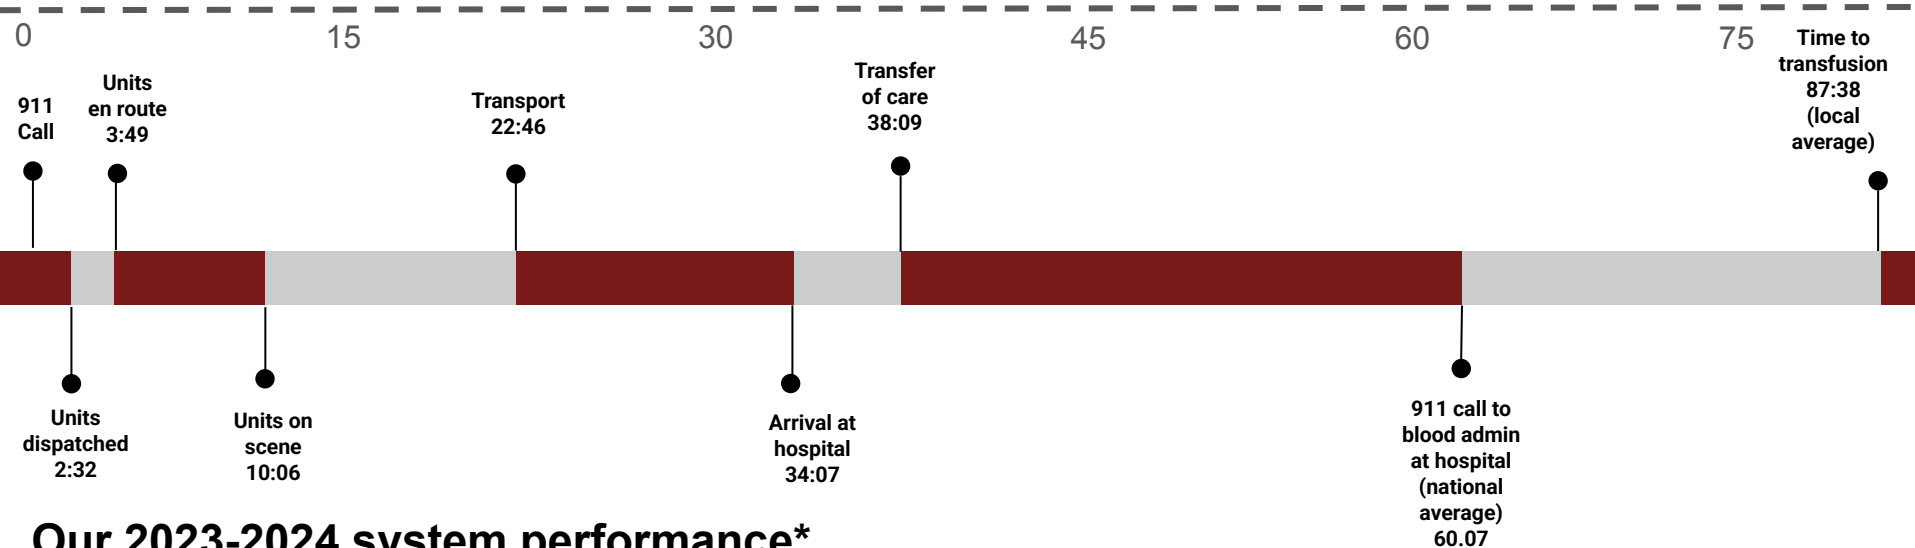 0 15 30 45 60 75
911
Call
Units
en route
3:49
Transport
22:46
Transfer
of care
38:09
Time to
transfusion
87:38
(local
average)
Units
dispatched
2:32
Units on
scene
10:06
Arrival at
hospital
34:07
911 call to
blood admin
at hospital
(national
average)
60.07
Our 2023-2024 system performance*